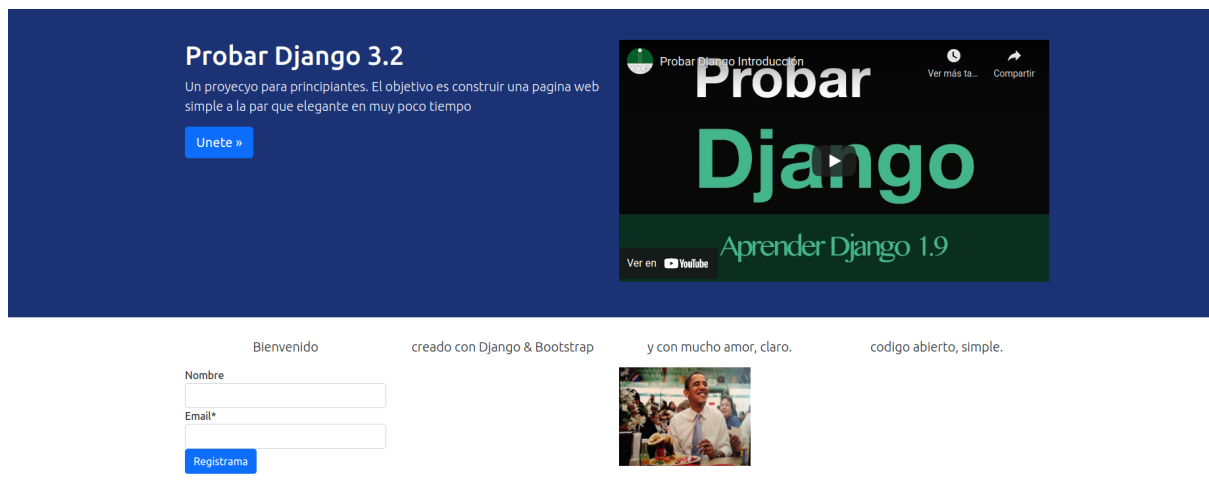 Probar Django 3.2
Un proyecyo para principiantes. El objetivo es construir una pagina web
simple a la par que elegante en muy poco tiempo
Unete »
Probar Django Introducción
Ver más ta...
Compartir
Probar
Django
Aprender Django 1.9
Ver en YouTube
Bienvenido
creado con Django & Bootstrap
y con mucho amor, claro.
codigo abierto, simple.
Nombre
Email*
Registrama